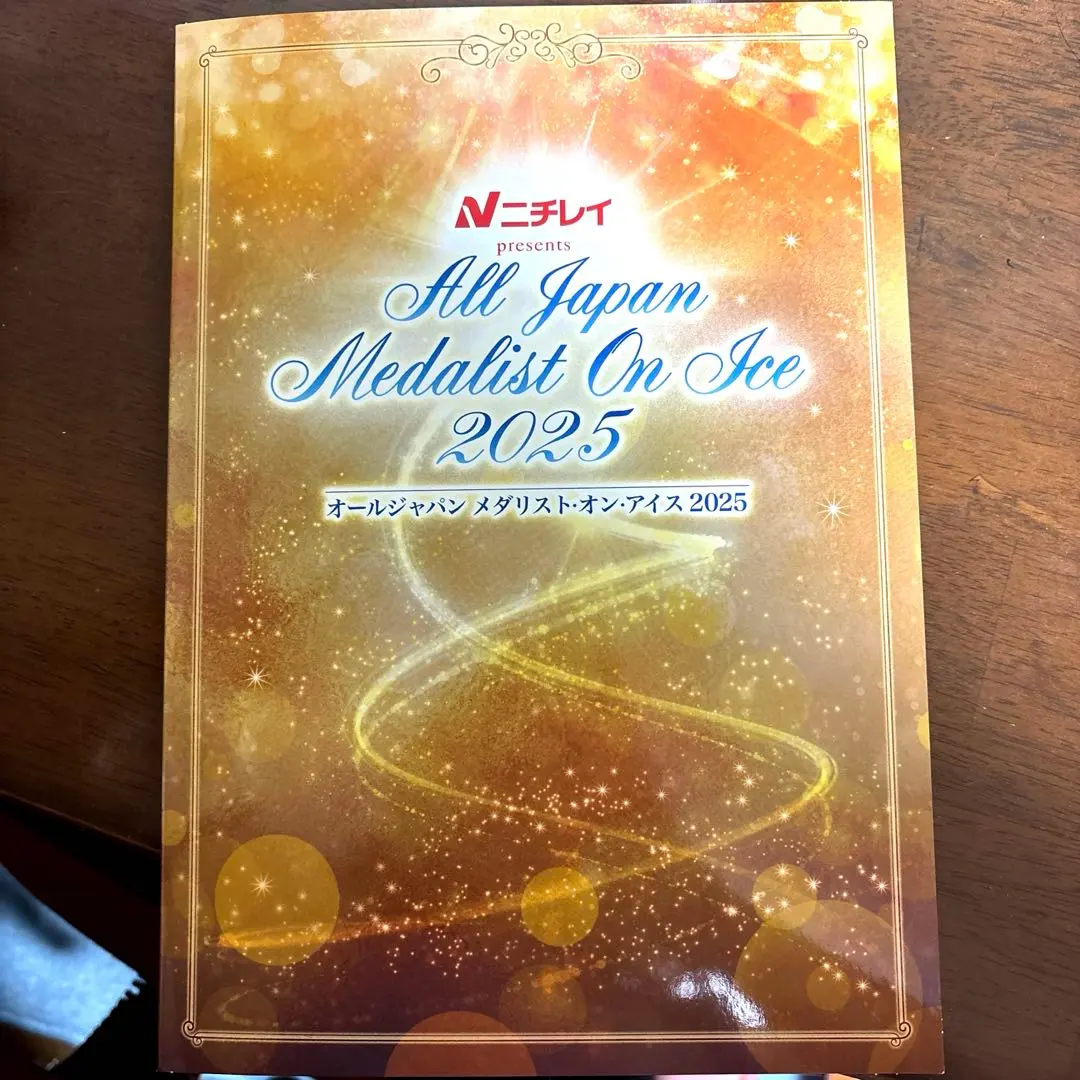 Nニチレイ
presents
All Japan
Medalist On Ice
2025
オールジャパン メダリスト・オン・アイス 2025